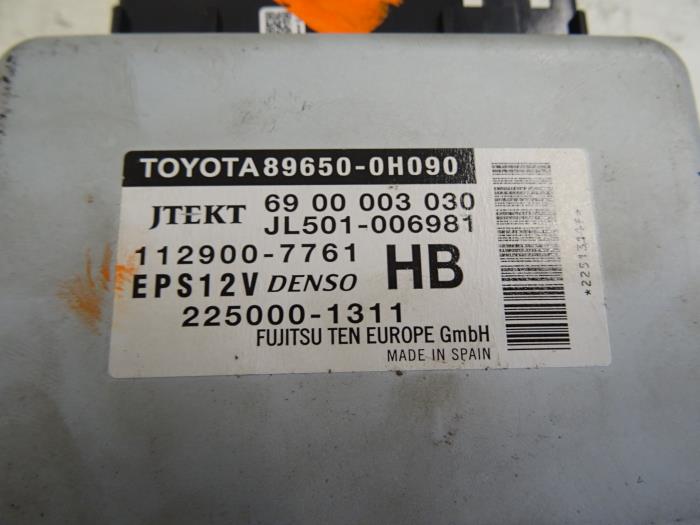 TOYOTA 89650-0H090
JTEKT 69 00 003 030
JL501-006981
112900-7761 HB
EPS12V DENSO
225000-1311
FUJITSU TEN EUROPE GmbH
MADE IN SPAIN